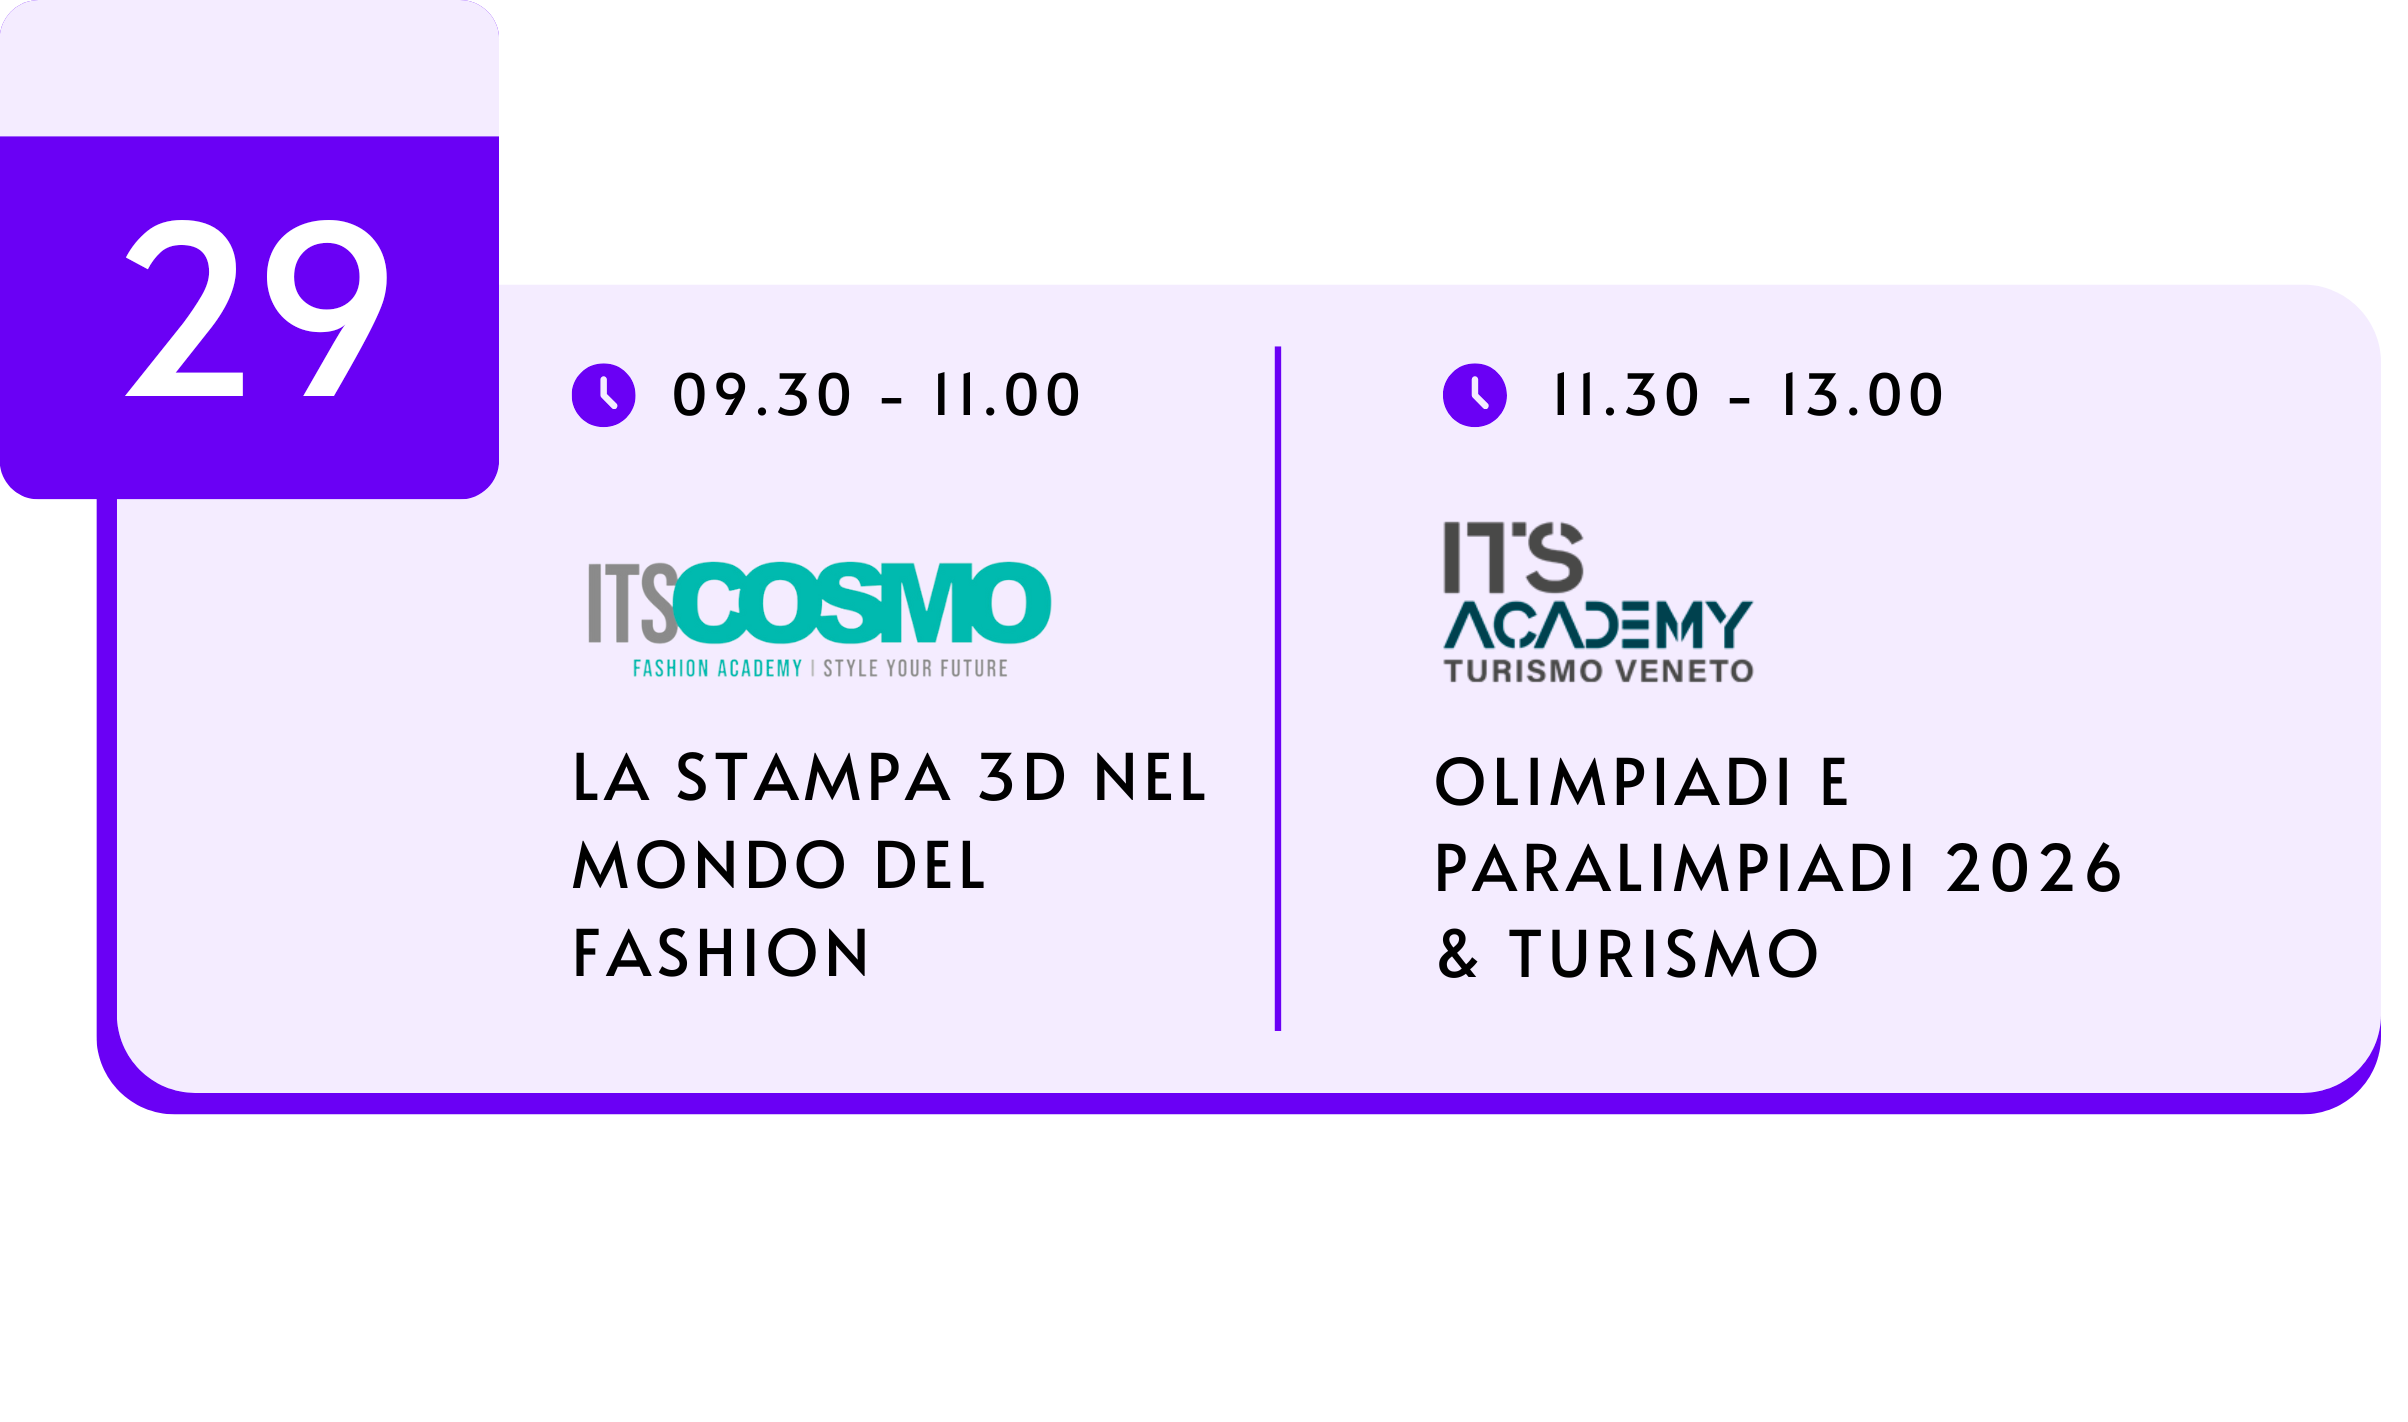 29
09.30 - 11.00
ITSCOSMO
FASHION ACADEMY | STYLE YOUR FUTURE
LA STAMPA 3D NEL
MONDO DEL
FASHION
11.30 - 13.00
ITS
ACADEMY
TURISMO VENETO
OLIMPIADI E
PARALIMPIADI 2026
& TURISMO